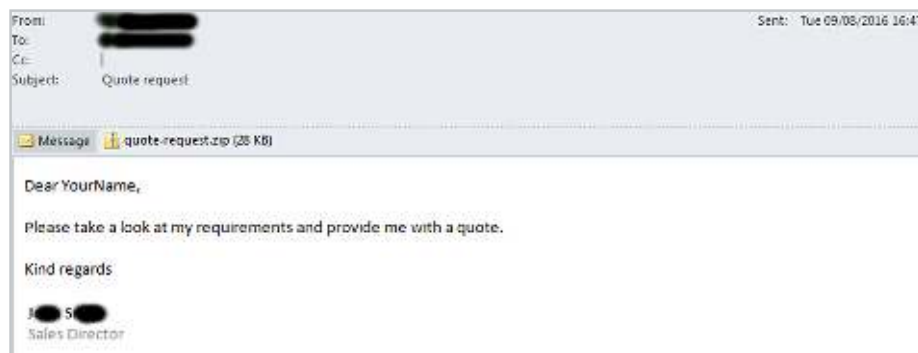 From:
Sent: Tue 09/08/2016 16:47
To:
Cc:
Subject: Quote request
Message quote-request.zip (28 KB)
Dear YourName,
Please take a look at my requirements and provide me with a quote.
Kind regards
J S
Sales Director